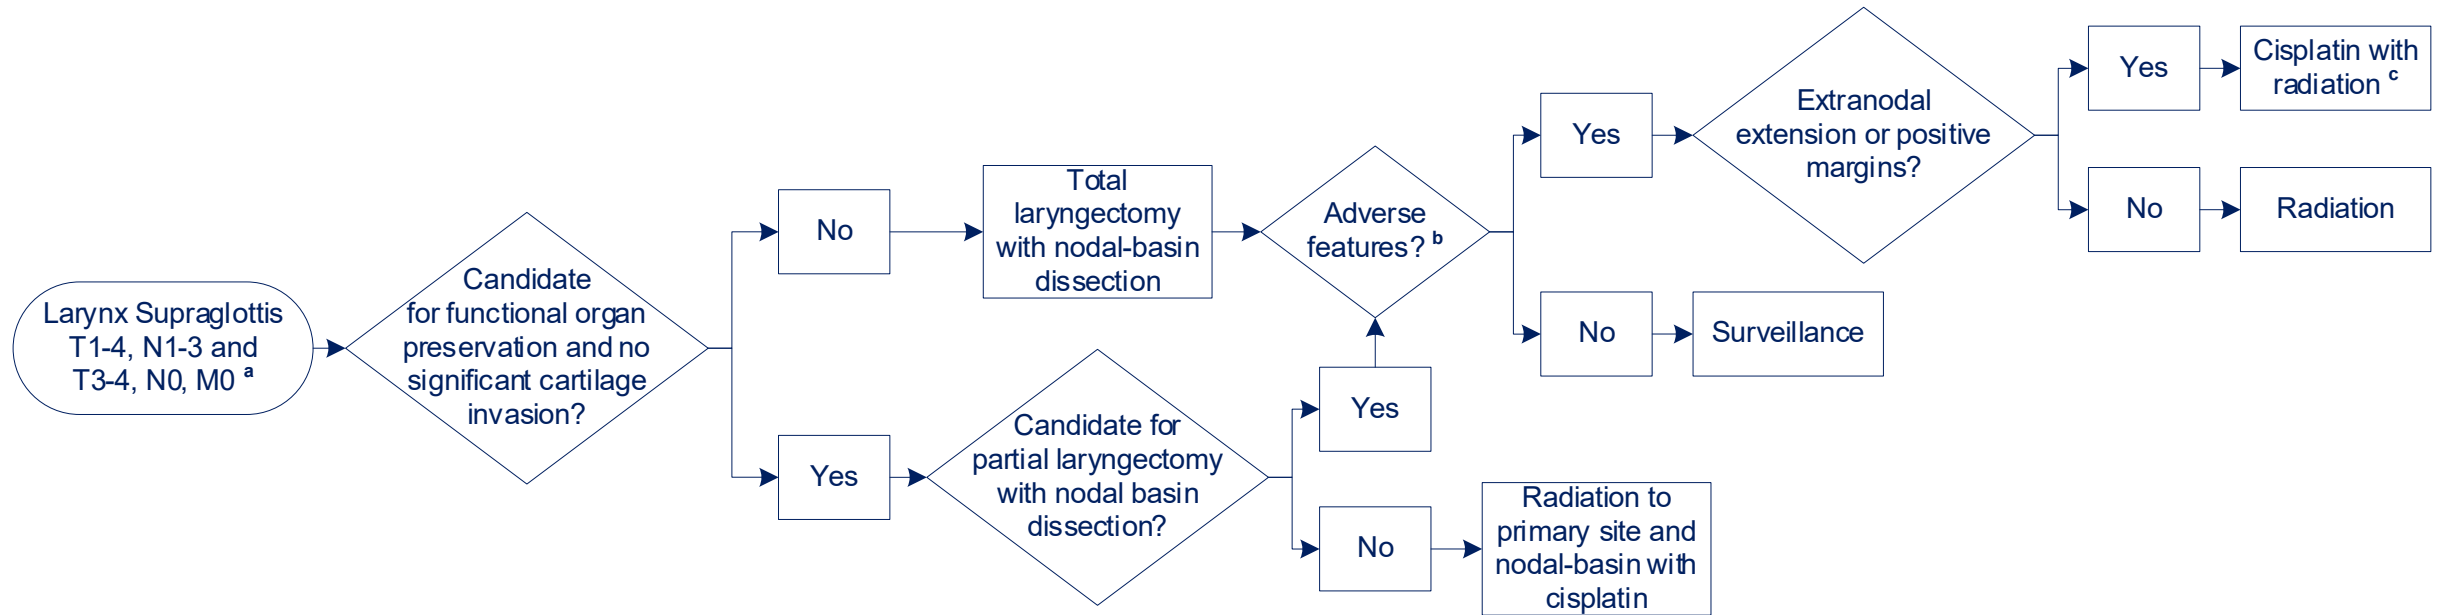 Larynx Supraglottis
T1-4, N1-3 and
T3-4, N0, M0 a
Candidate
for functional organ
preservation and no
significant cartilage
invasion?
No
Total
laryngectomy
with nodal-basin
dissection
Yes
Candidate for
partial laryngectomy
with nodal basin
dissection?
Yes
No
Radiation to
primary site and
nodal-basin with
cisplatin
Adverse
features? b
Yes
Extranodal
extension or positive
margins?
Yes
Cisplatin with
radiation c
No
Radiation
No
Surveillance